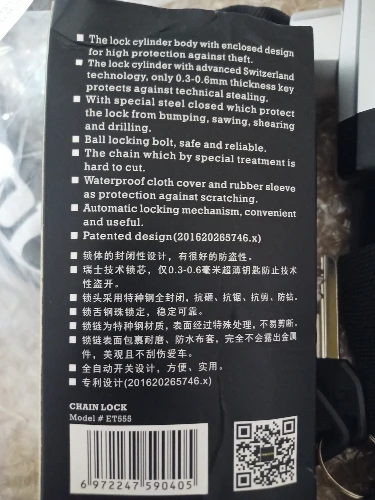 ■ The lock cylinder body with enclosed design
for high protection against theft.
■ The lock cylinder with advanced Switzerland
technology, only 0.3-0.6mm thickness key
protects against technical stealing.
■ With special steel closed which protect
the lock from bumping, sawing, shearing
and drilling.
■ Ball locking bolt, safe and reliable.
■ The chain which by special treatment is
hard to cut.
■ Waterproof cloth cover and rubber sleeve
as protection against scratching.
■ Automatic locking mechanism, convenient
and useful.
■ Patented design(201620265746.x)
■ 锁体的封闭性设计，有很好的防盗性。
■ 瑞士技术锁芯，仅0.3-0.6毫米超薄钥匙防止技术
性盗开。
■ 锁头采用特种钢全封闭，抗砸、抗锯、抗剪、防钻。
■ 锁舌钢珠锁定，稳定可靠。
■ 锁链为特种钢材质，表面经过特殊处理，不易剪断。
■ 锁链表面包裹耐磨、防水布套，完全不会露出金属
件，美观且不刮伤爱车。
■ 全自动开关设计，方便、实用。
■ 专利设计(201620265746.x)
CHAIN LOCK
Model # ET555
6 972247 590405